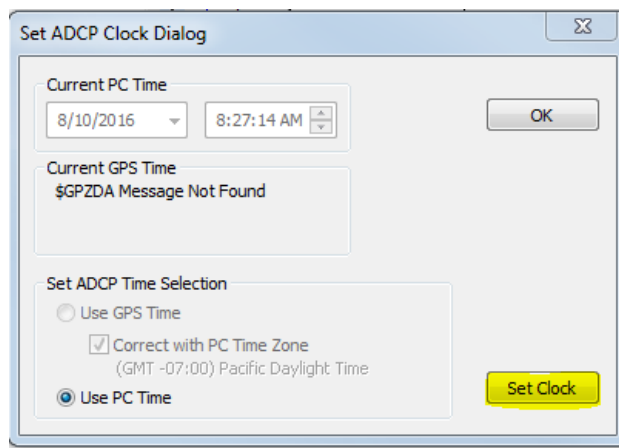 Set ADCP Clock Dialog
Current PC Time
8/10/2016
8:27:14 AM
OK
Current GPS Time
$GPZDA Message Not Found
Set ADCP Time Selection
Use GPS Time
Correct with PC Time Zone
(GMT -07:00) Pacific Daylight Time
Use PC Time
Set Clock